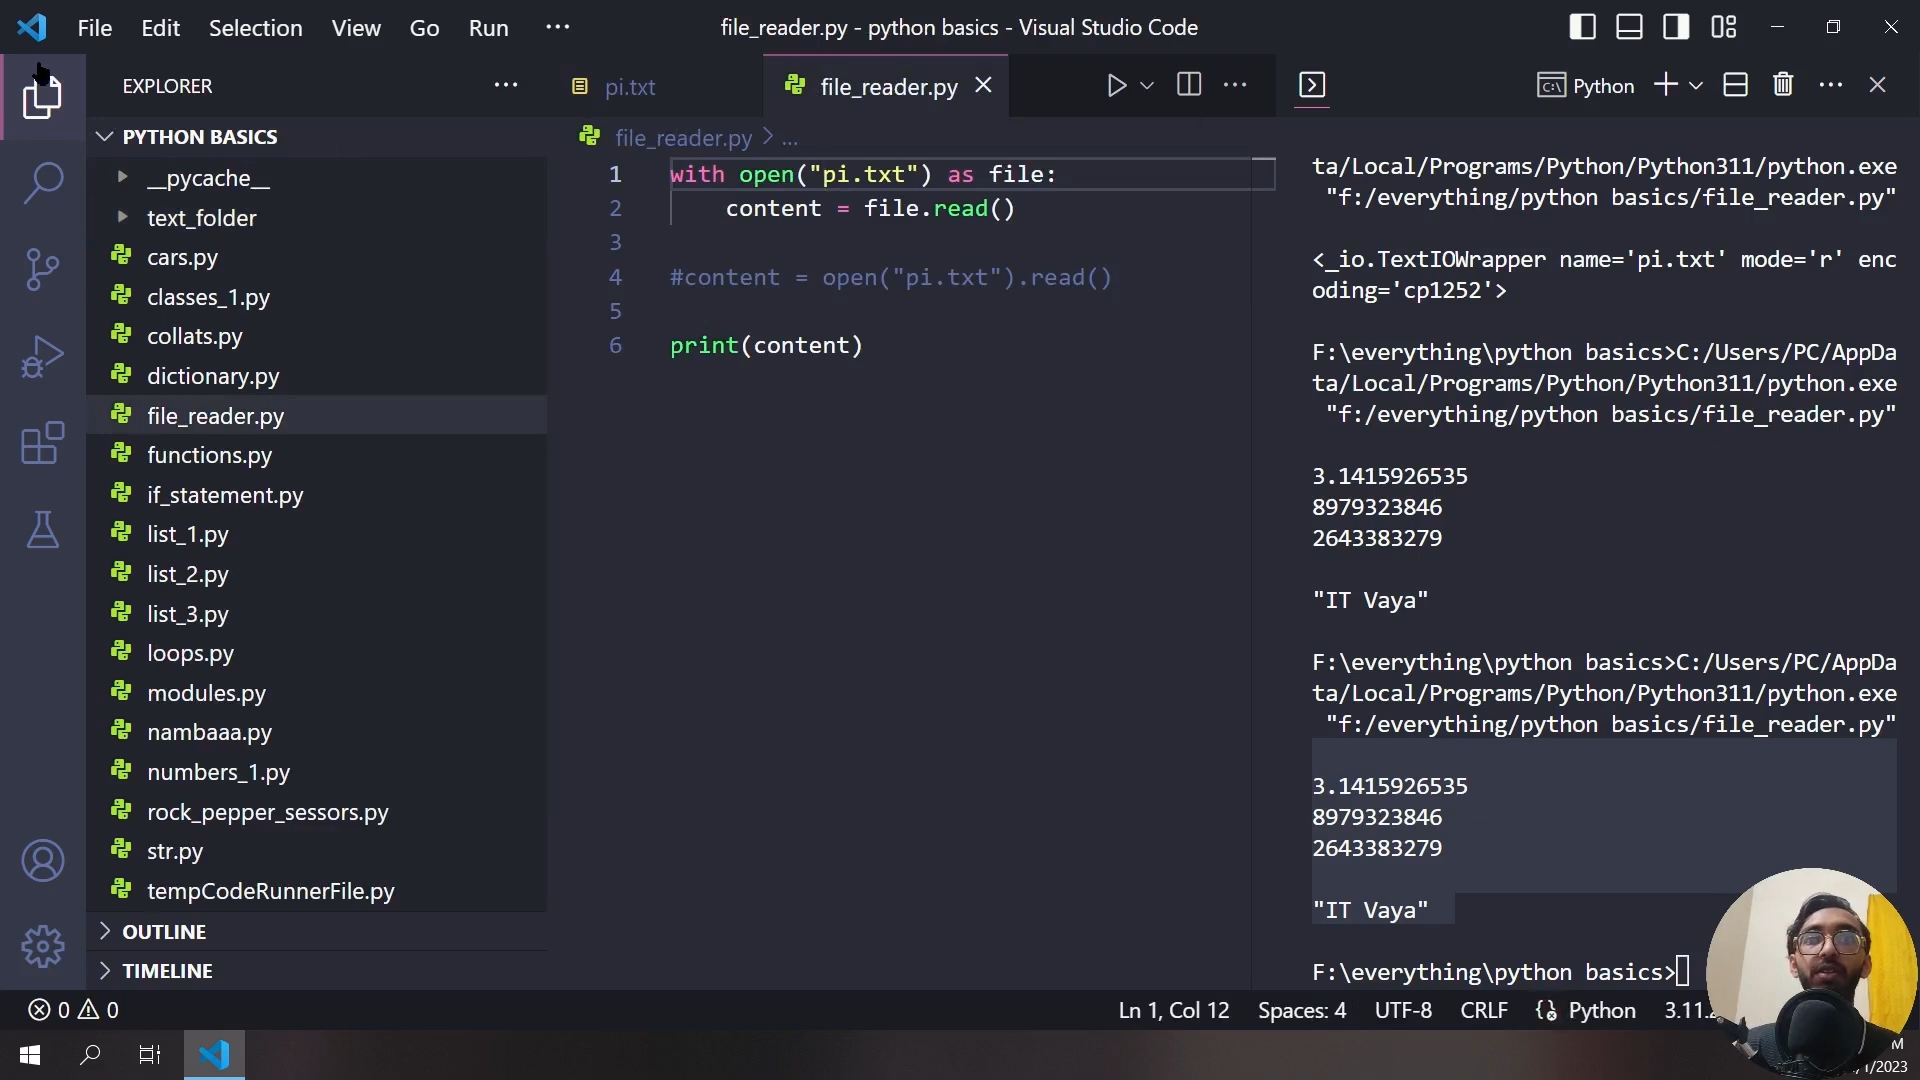 File Edit Selection View Go Run ··· file_reader.py - python basics - Visual Studio Code
EXPLORER ···
pi.txt file_reader.py
Python
PYTHON BASICS
file_reader.py > ...
__pycache__
text_folder
cars.py
classes_1.py
collats.py
dictionary.py
file_reader.py
functions.py
if_statement.py
list_1.py
list_2.py
list_3.py
loops.py
modules.py
nambaaa.py
numbers_1.py
rock_pepper_sessors.py
str.py
tempCodeRunnerFile.py
OUTLINE
TIMELINE
1 with open("pi.txt") as file:
2 content = file.read()
3
4 #content = open("pi.txt").read()
5
6 print(content)
ta/Local/Programs/Python/Python311/python.exe
"f:/everything/python basics/file_reader.py"
<_io.TextIOWrapper name='pi.txt' mode='r' enc
oding='cp1252'>
F:\everything\python basics>C:/Users/PC/AppDa
ta/Local/Programs/Python/Python311/python.exe
"f:/everything/python basics/file_reader.py"
3.1415926535
8979323846
2643383279
"IT Vaya"
F:\everything\python basics>C:/Users/PC/AppDa
ta/Local/Programs/Python/Python311/python.exe
"f:/everything/python basics/file_reader.py"
3.1415926535
8979323846
2643383279
"IT Vaya"
F:\everything\python basics>
0 0 Ln 1, Col 12 Spaces: 4 UTF-8 CRLF Python 3.11.
M
/1/2023